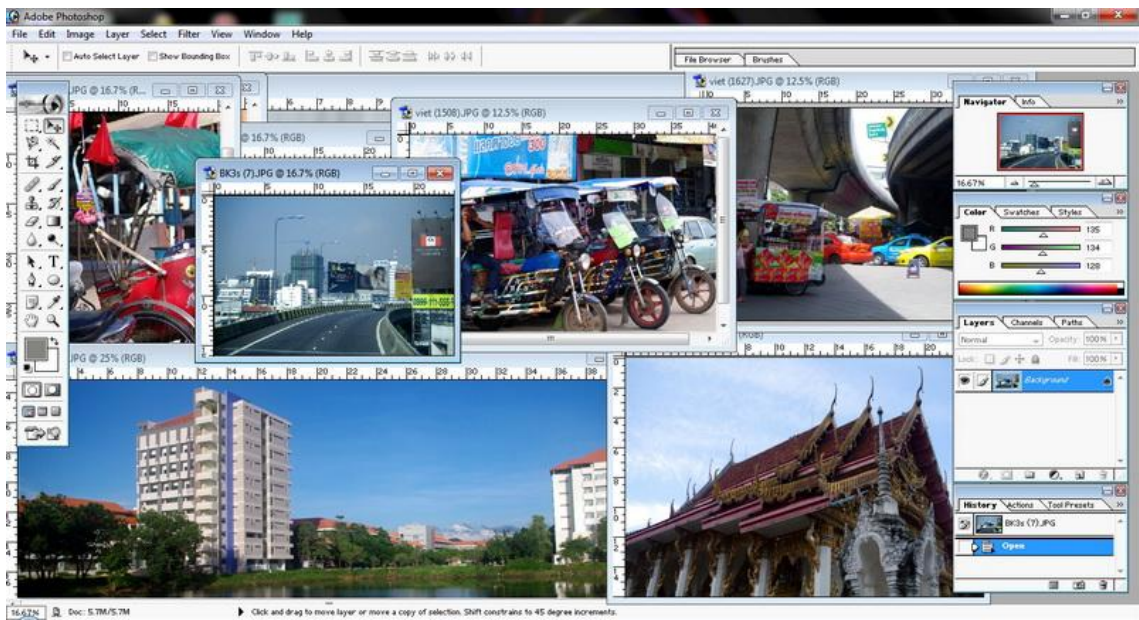 Adobe Photoshop
File Edit Image Layer Select Filter View Window Help
Auto Select Layer Show Bounding Box
File Browser Brushes
JPG @ 16.7% (R...
@ 16.7% (RGB)
viet (1508).JPG @ 12.5% (RGB)
viet (1627).JPG @ 12.5% (RGB)
BK3s (7).JPG @ 16.7% (RGB)
300
Navigator Info
16.67%
Color Swatches Styles
R 135
G 134
B 128
Layers Channels Paths
Normal Opacity: 100%
Lock: Fill: 100%
Background
JPG @ 25% (RGB)
History Actions Tool Presets
BK3s (7).JPG
Open
16.67% Doc: 5.7M/5.7M Click and drag to move layer or move a copy of selection. Shift constrains to 45 degree increments.